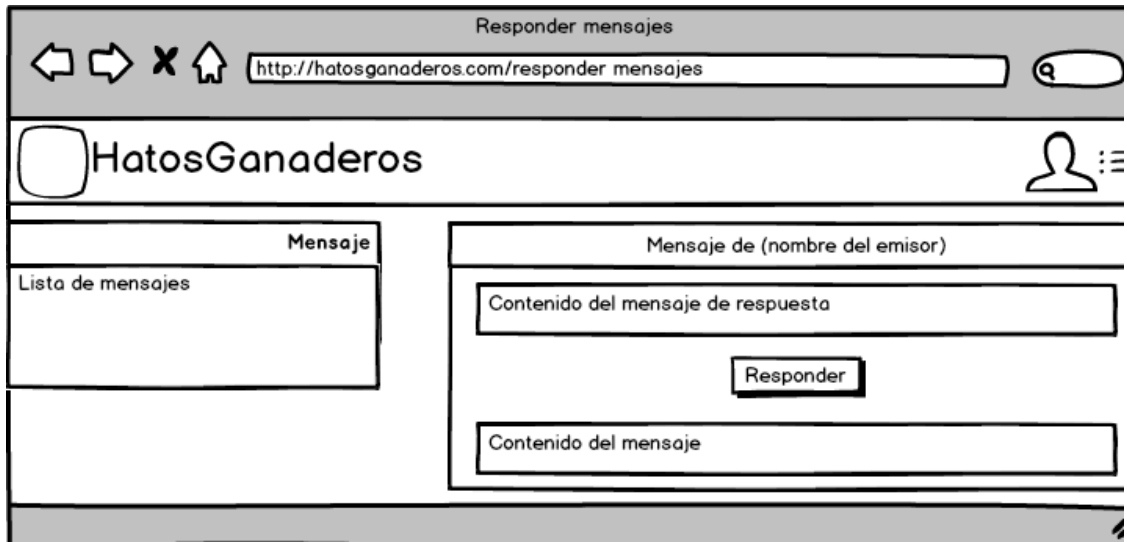 Responder mensajes
http://hatosganaderos.com/responder mensajes
HatosGanaderos
Mensaje
Lista de mensajes
Mensaje de (nombre del emisor)
Contenido del mensaje de respuesta
Responder
Contenido del mensaje